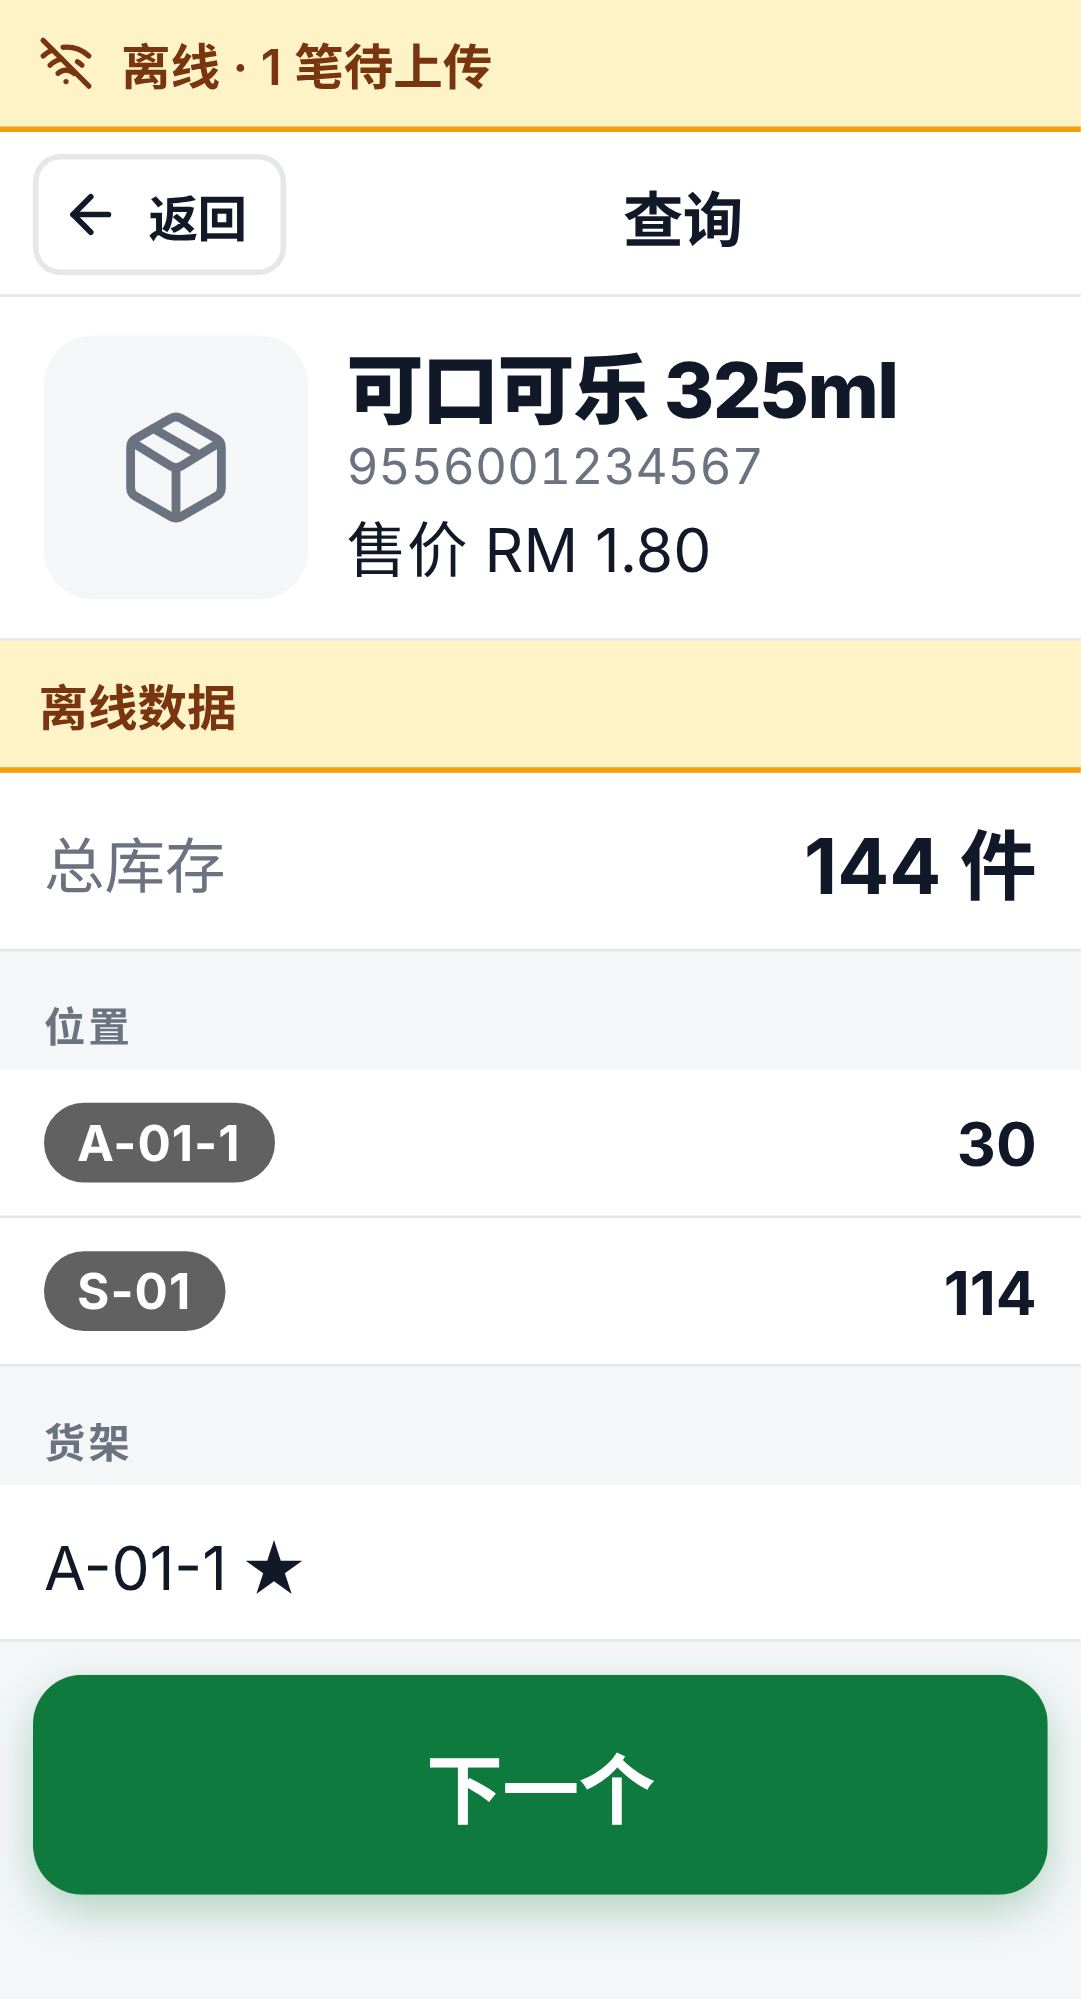 离线 · 1 笔待上传
返回
查询
可口可乐 325ml
9556001234567
售价 RM 1.80
离线数据
总库存
144 件
位置
A-01-1
30
S-01
114
货架
A-01-1 ★
下一个